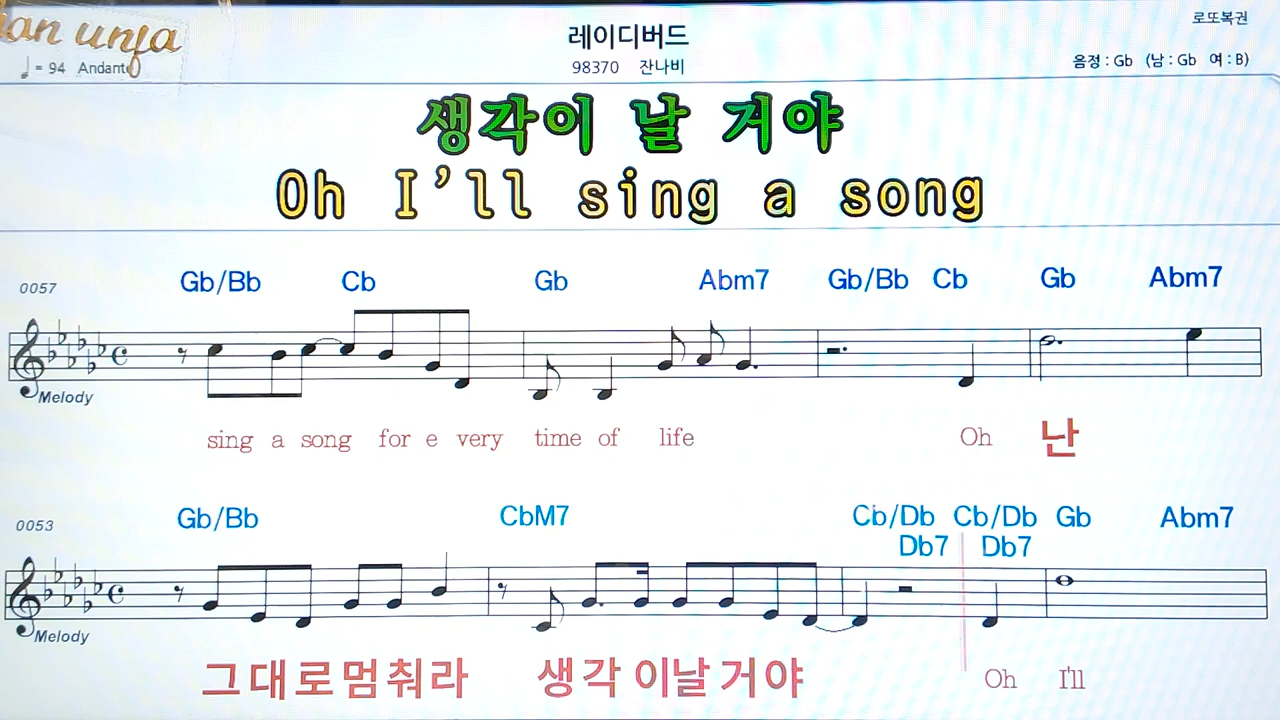 an unja
로또복권
레이디버드
♩ = 94 Andante
98370 잔나비
음정 : Gb (남 : Gb 여 : B)
생각이 날 거야
Oh I'll sing a song
0057
Gb/Bb Cb Gb Abm7 Gb/Bb Cb Gb Abm7
Melody
sing a song for e very time of life Oh 난
0053
Gb/Bb CbM7 Cb/Db Cb/Db Gb Abm7
Db7 Db7
Melody
그대로멈춰라 생각 이날 거야 Oh I'll